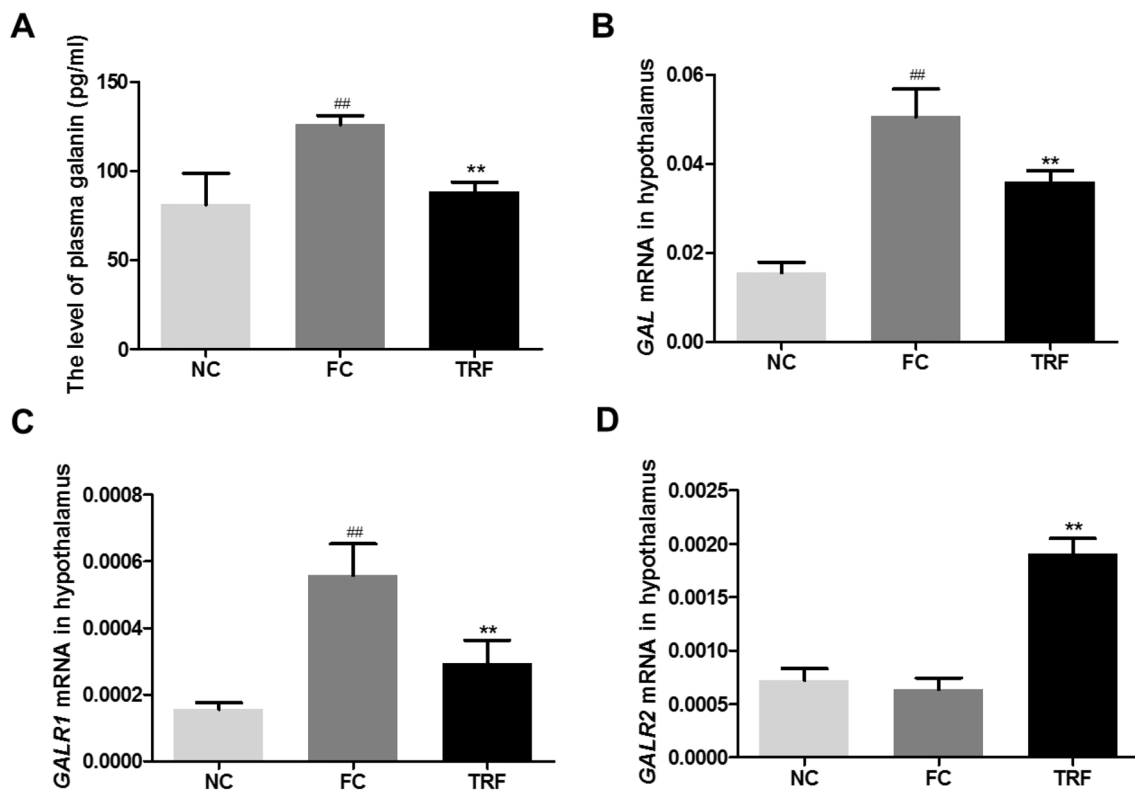 A
The level of plasma galanin (pg/ml)
150
100
50
0
##
**
NC FC TRF
B
GAL mRNA in hypothalamus
0.06
0.04
0.02
0.00
##
**
NC FC TRF
C
GALR1 mRNA in hypothalamus
0.0008
0.0006
0.0004
0.0002
0.0000
##
**
NC FC TRF
D
GALR2 mRNA in hypothalamus
0.0025
0.0020
0.0015
0.0010
0.0005
0.0000
**
NC FC TRF